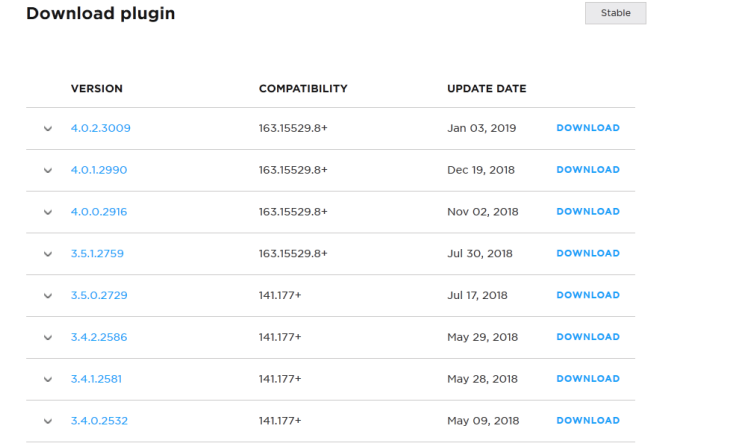 Download plugin
Stable
VERSION COMPATIBILITY UPDATE DATE
4.0.2.3009 163.15529.8+ Jan 03, 2019 DOWNLOAD
4.0.1.2990 163.15529.8+ Dec 19, 2018 DOWNLOAD
4.0.0.2916 163.15529.8+ Nov 02, 2018 DOWNLOAD
3.5.1.2759 163.15529.8+ Jul 30, 2018 DOWNLOAD
3.5.0.2729 141.177+ Jul 17, 2018 DOWNLOAD
3.4.2.2586 141.177+ May 29, 2018 DOWNLOAD
3.4.1.2581 141.177+ May 28, 2018 DOWNLOAD
3.4.0.2532 141.177+ May 09, 2018 DOWNLOAD